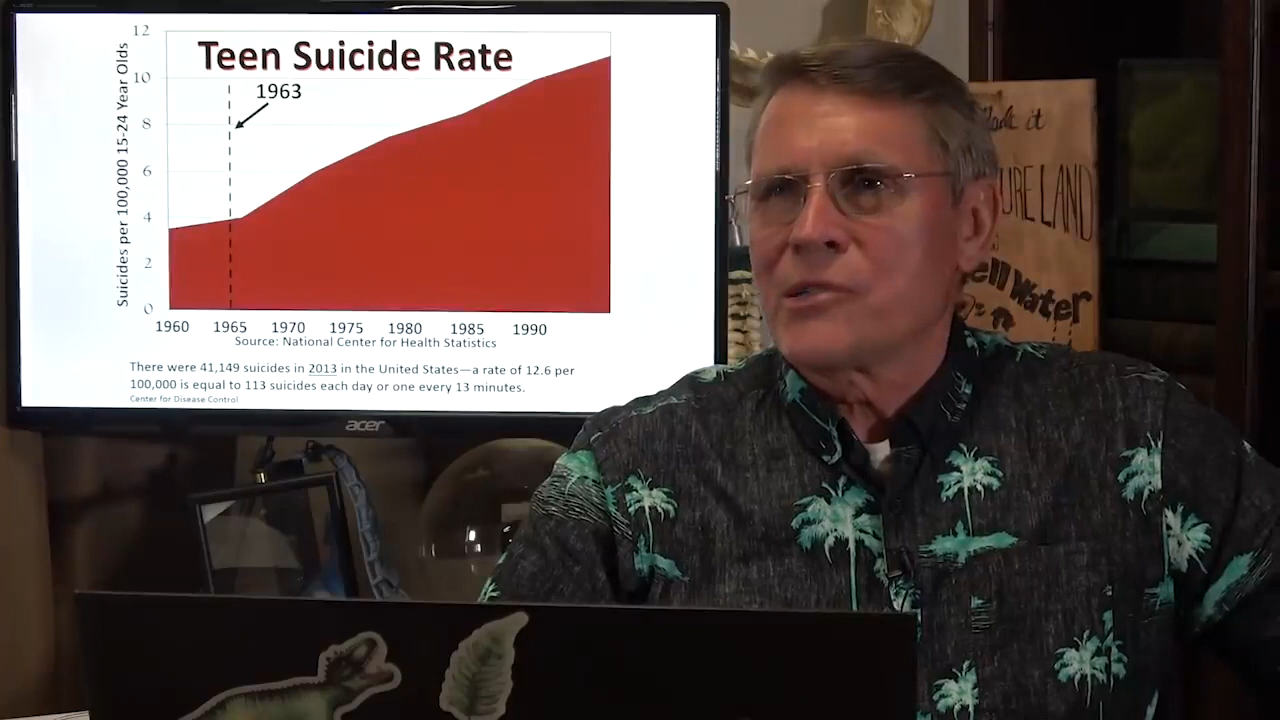 12
Teen Suicide Rate
10
1963
8
6
4
2
0
Suicides per 100,000 15-24 Year Olds
1960 1965 1970 1975 1980 1985 1990
Source: National Center for Health Statistics
There were 41,149 suicides in 2013 in the United States—a rate of 12.6 per
100,000 is equal to 113 suicides each day or one every 13 minutes.
Center for Disease Control
acer
it
LAND
Water